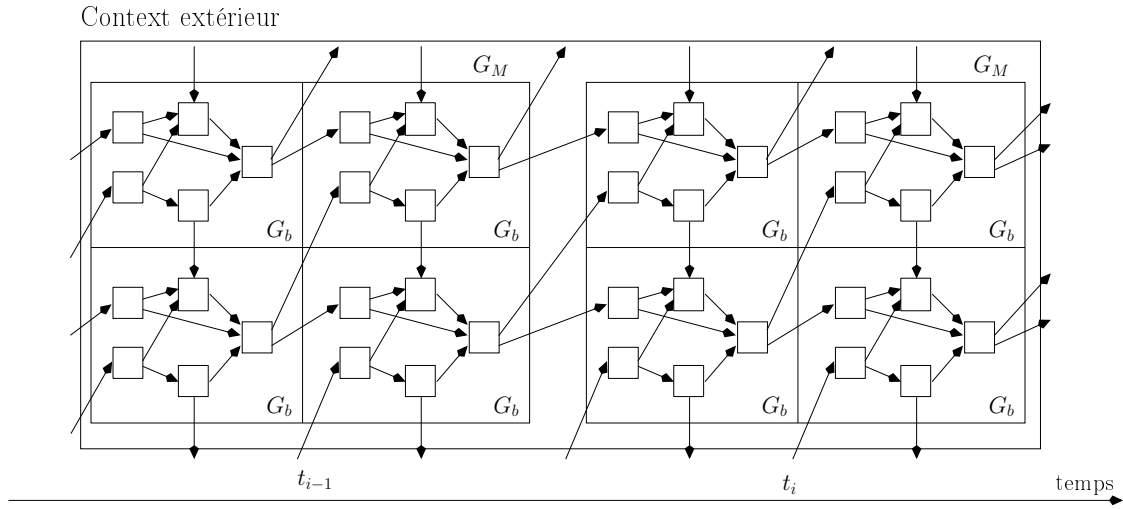 Context extérieur
G_M G_M
G_b G_b G_b G_b
G_b G_b G_b G_b
t_{i−1} t_i temps